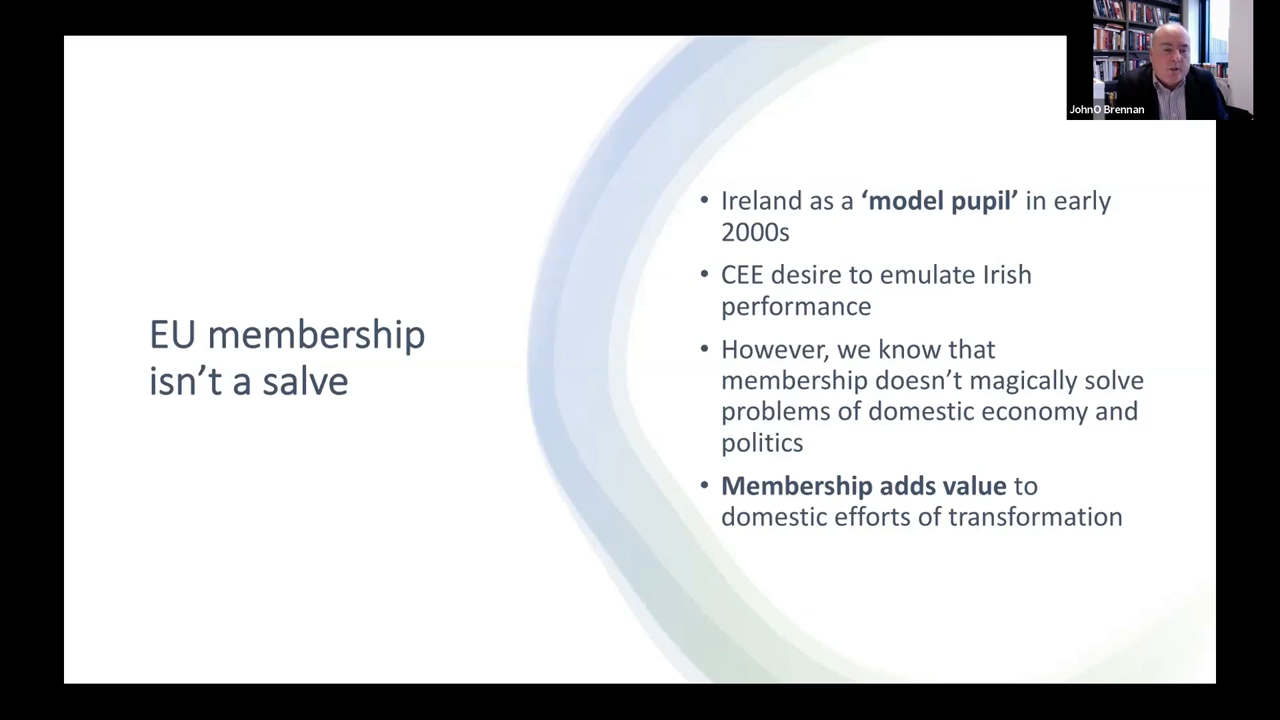 JohnO Brennan
EU membership
isn’t a salve
• Ireland as a ‘model pupil’ in early
2000s
• CEE desire to emulate Irish
performance
• However, we know that
membership doesn’t magically solve
problems of domestic economy and
politics
• Membership adds value to
domestic efforts of transformation